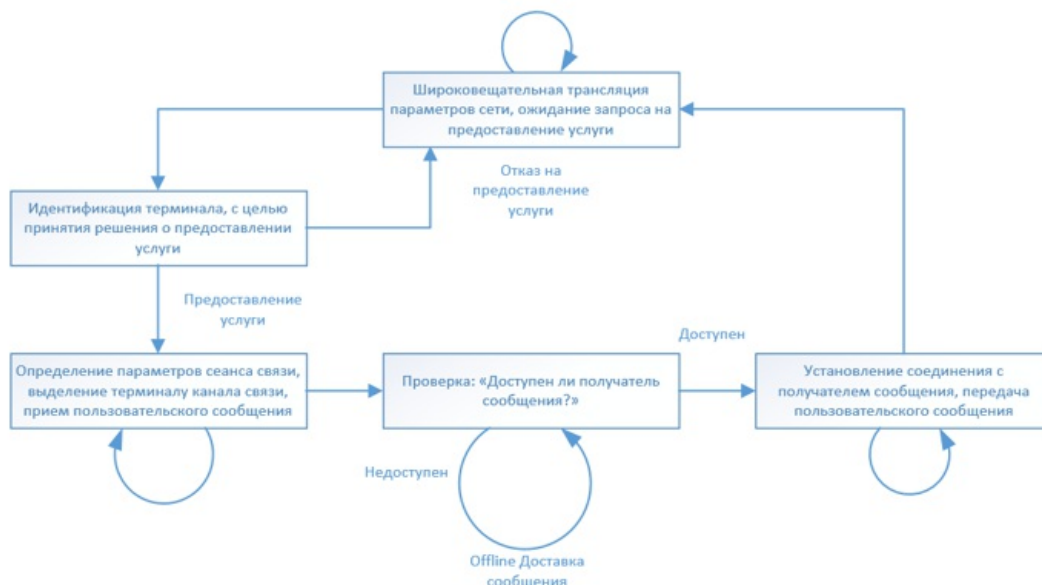 Широковещательная трансляция
параметров сети, ожидание запроса на
предоставление услуги
Отказ на
предоставление
услуги
Идентификация терминала, с целью
принятия решения о предоставлении
услуги
Предоставление
услуги
Определение параметров сеанса связи,
выделение терминалу канала связи,
прием пользовательского сообщения
Проверка: «Доступен ли получатель
сообщения?»
Доступен
Установление соединения с
получателем сообщения, передача
пользовательского сообщения
Недоступен
Offline Доставка
сообщения